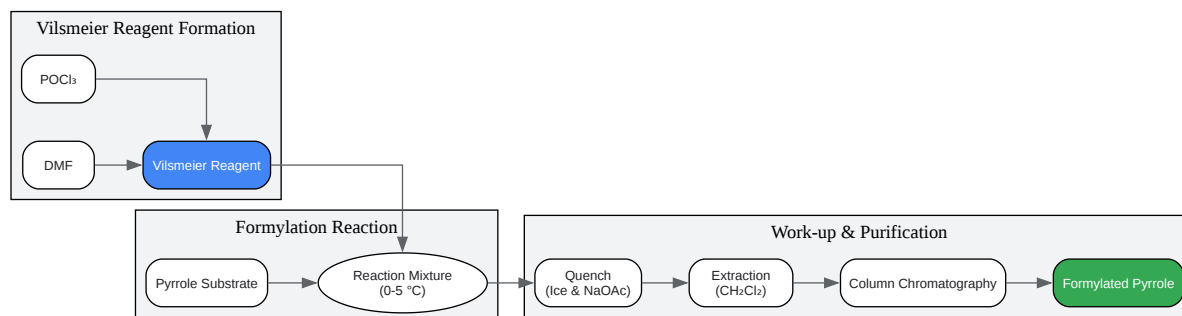 Vilsmeier Reagent Formation
POCl₃
DMF
Vilsmeier Reagent
Formylation Reaction
Pyrrole Substrate
Reaction Mixture
(0-5 °C)
Work-up & Purification
Quench
(Ice & NaOAc)
Extraction
(CH₂Cl₂)
Column Chromatography
Formylated Pyrrole